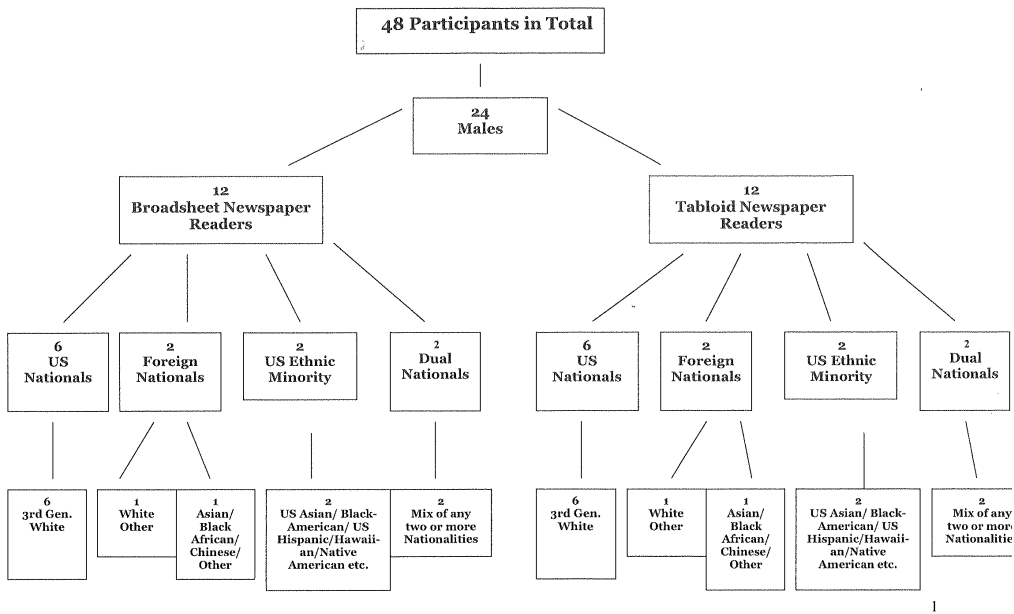 48 Participants in Total
24
Males
12
Broadsheet Newspaper
Readers
12
Tabloid Newspaper
Readers
6
US
Nationals
2
Foreign
Nationals
2
US Ethnic
Minority
2
Dual
Nationals
6
US
Nationals
2
Foreign
Nationals
2
US Ethnic
Minority
2
Dual
Nationals
6
3rd Gen.
White
1
White
Other
1
Asian/
Black
African/
Chinese/
Other
2
US Asian/ Black-
American/ US
Hispanic/Hawaii-
an/Native
American etc.
2
Mix of any
two or more
Nationalities
6
3rd Gen.
White
1
White
Other
1
Asian/
Black
African/
Chinese/
Other
2
US Asian/ Black-
American/ US
Hispanic/Hawaii-
an/Native
American etc.
2
Mix of any
two or more
Nationalities
1